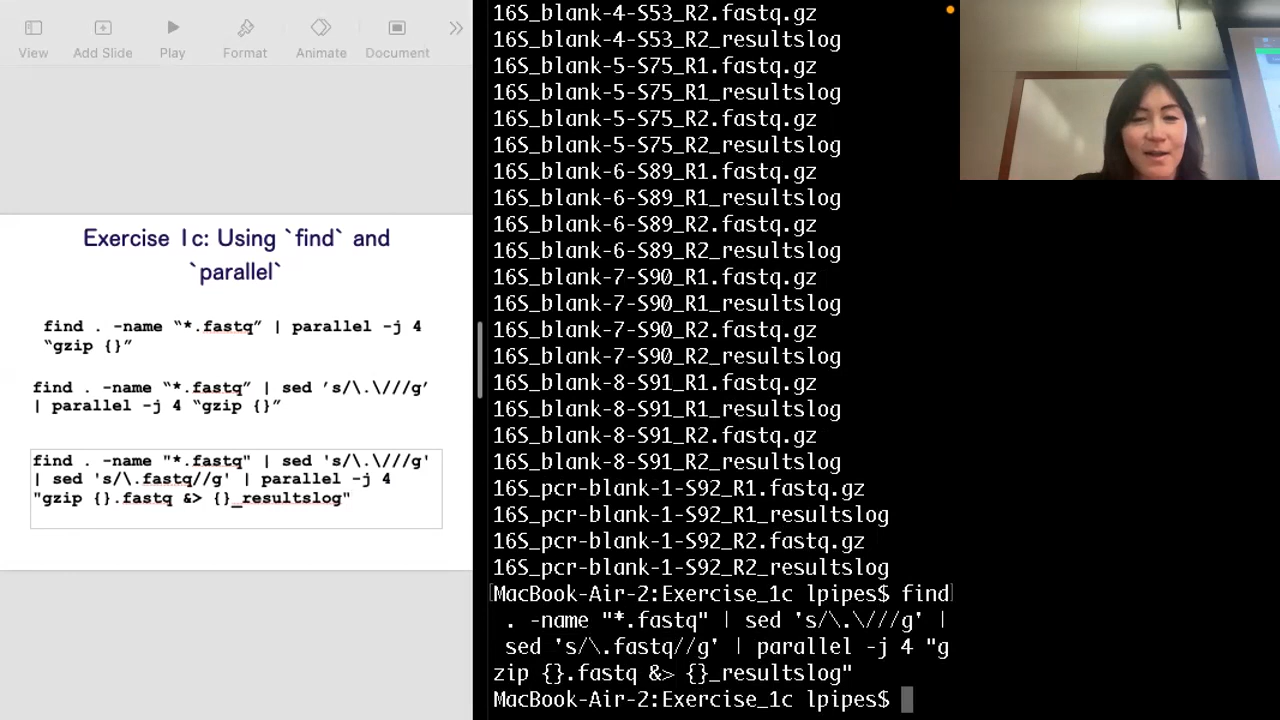 View
Add Slide
Play
Format
Animate
Document
Exercise 1c: Using `find` and
`parallel`
find . -name “*.fastq” | parallel -j 4
“gzip {}”
find . -name “*.fastq” | sed ’s/\.\///g’
| parallel -j 4 “gzip {}”
find . -name "*.fastq" | sed 's/\.\///g'
| sed 's/\.fastq//g' | parallel -j 4
"gzip {}.fastq &> {}_resultslog"
16S_blank-4-S53_R2.fastq.gz
16S_blank-4-S53_R2_resultslog
16S_blank-5-S75_R1.fastq.gz
16S_blank-5-S75_R1_resultslog
16S_blank-5-S75_R2.fastq.gz
16S_blank-5-S75_R2_resultslog
16S_blank-6-S89_R1.fastq.gz
16S_blank-6-S89_R1_resultslog
16S_blank-6-S89_R2.fastq.gz
16S_blank-6-S89_R2_resultslog
16S_blank-7-S90_R1.fastq.gz
16S_blank-7-S90_R1_resultslog
16S_blank-7-S90_R2.fastq.gz
16S_blank-7-S90_R2_resultslog
16S_blank-8-S91_R1.fastq.gz
16S_blank-8-S91_R1_resultslog
16S_blank-8-S91_R2.fastq.gz
16S_blank-8-S91_R2_resultslog
16S_pcr-blank-1-S92_R1.fastq.gz
16S_pcr-blank-1-S92_R1_resultslog
16S_pcr-blank-1-S92_R2.fastq.gz
16S_pcr-blank-1-S92_R2_resultslog
[MacBook-Air-2:Exercise_1c lpipes$ find]
. -name "*.fastq" | sed 's/\.\///g' |
sed 's/\.fastq//g' | parallel -j 4 "g
zip {}.fastq &> {}_resultslog"
MacBook-Air-2:Exercise_1c lpipes$